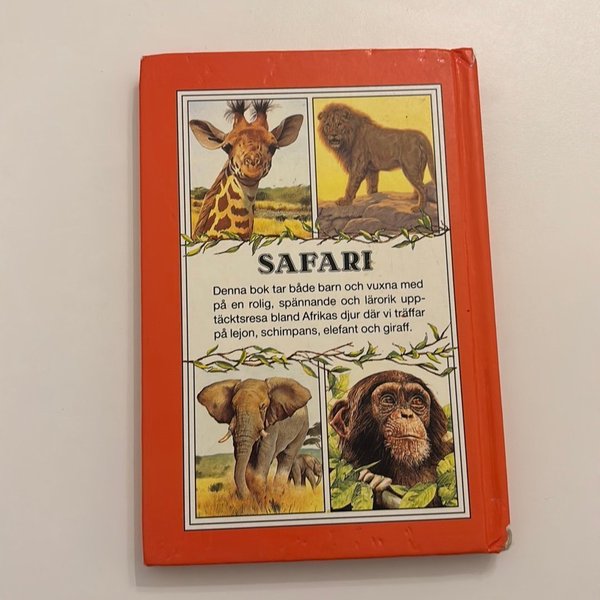 SAFARI
Denna bok tar både barn och vuxna med
på en rolig, spännande och lärorik upp-
täcktsresa bland Afrikas djur där vi träffar
på lejon, schimpans, elefant och giraff.